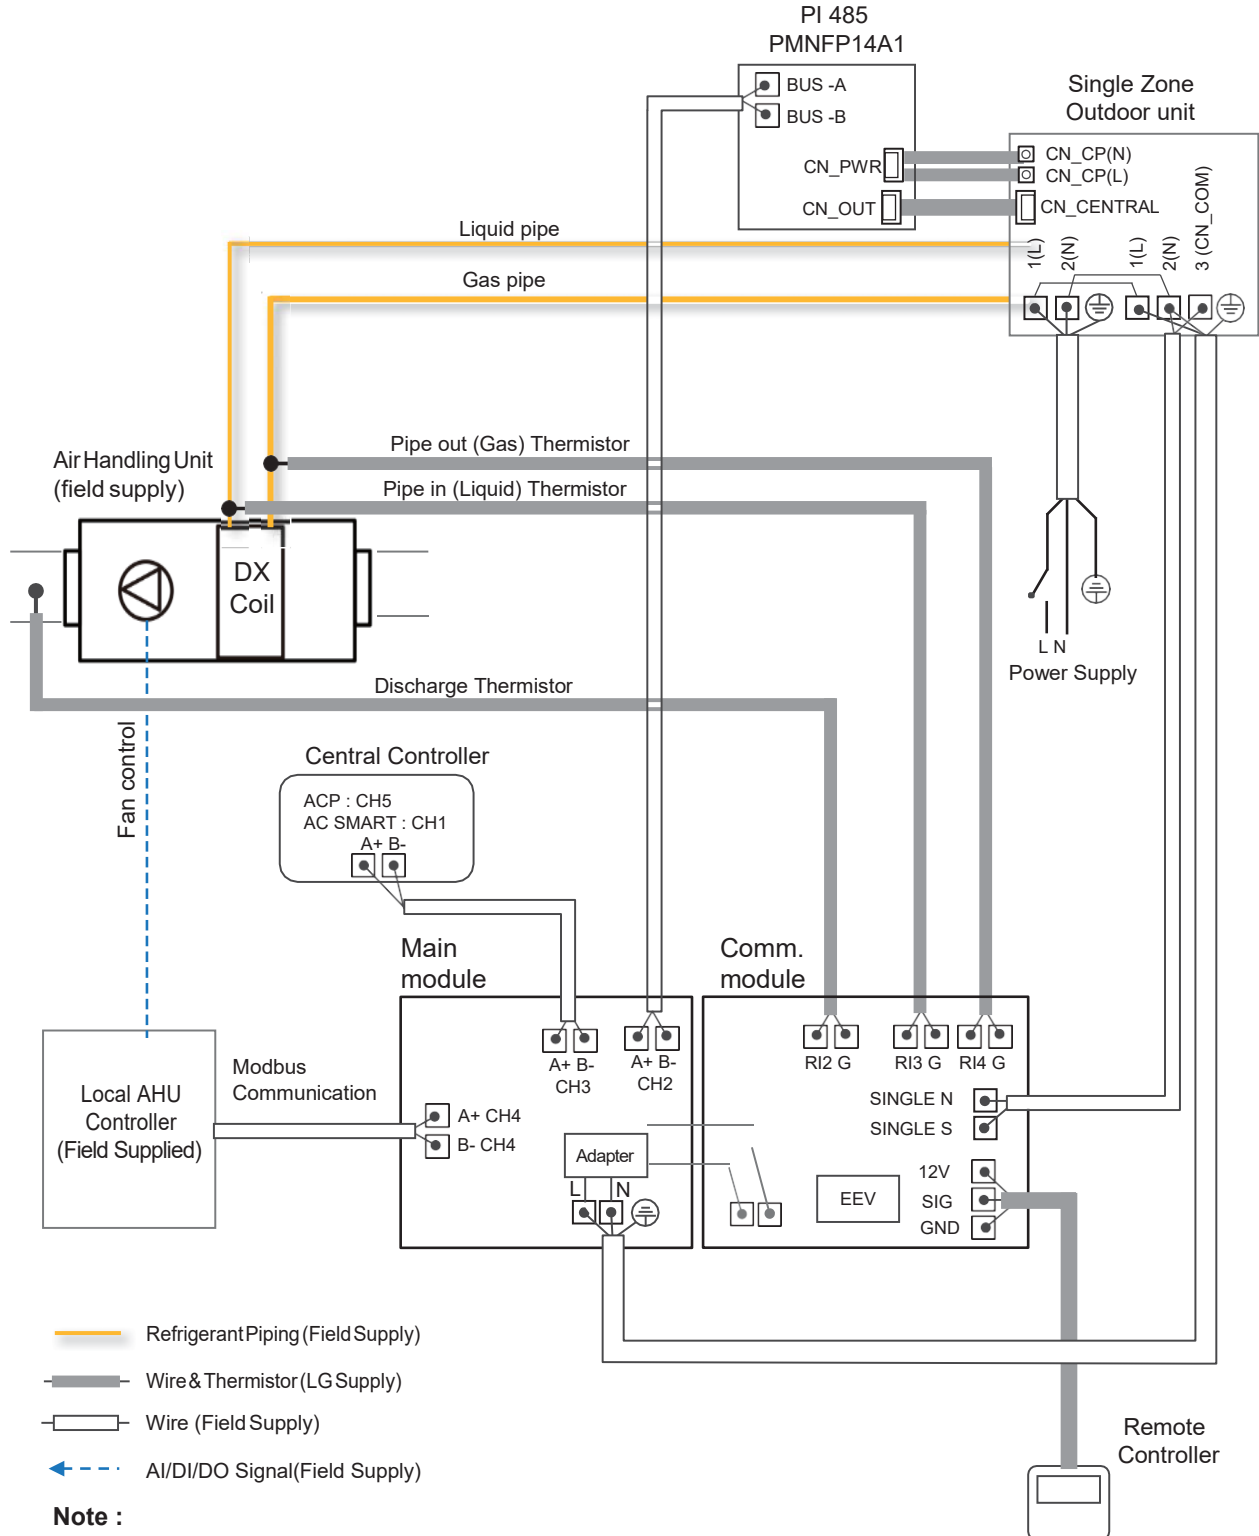 PI 485
PMNFP14A1
BUS -A
BUS -B
CN_PWR
CN_OUT
Single Zone
Outdoor unit
CN_CP(N)
CN_CP(L)
CN_CENTRAL
1(L)
2(N)
1(L)
2(N)
3 (CN_COM)
Liquid pipe
Gas pipe
Pipe out (Gas) Thermistor
Pipe in (Liquid) Thermistor
Air Handling Unit
(field supply)
DX
Coil
L N
Power Supply
Discharge Thermistor
Fan control
Central Controller
ACP : CH5
AC SMART : CH1
A+ B-
Main
module
Comm.
module
A+ B-
CH3
A+ B-
CH2
RI2 G
RI3 G
RI4 G
Modbus
Communication
Local AHU
Controller
(Field Supplied)
A+ CH4
B- CH4
Adapter
L
N
SINGLE N
SINGLE S
12V
SIG
GND
EEV
Refrigerant Piping (Field Supply)
Wire & Thermistor (LG Supply)
Wire (Field Supply)
AI/DI/DO Signal(Field Supply)
Remote
Controller
Note :